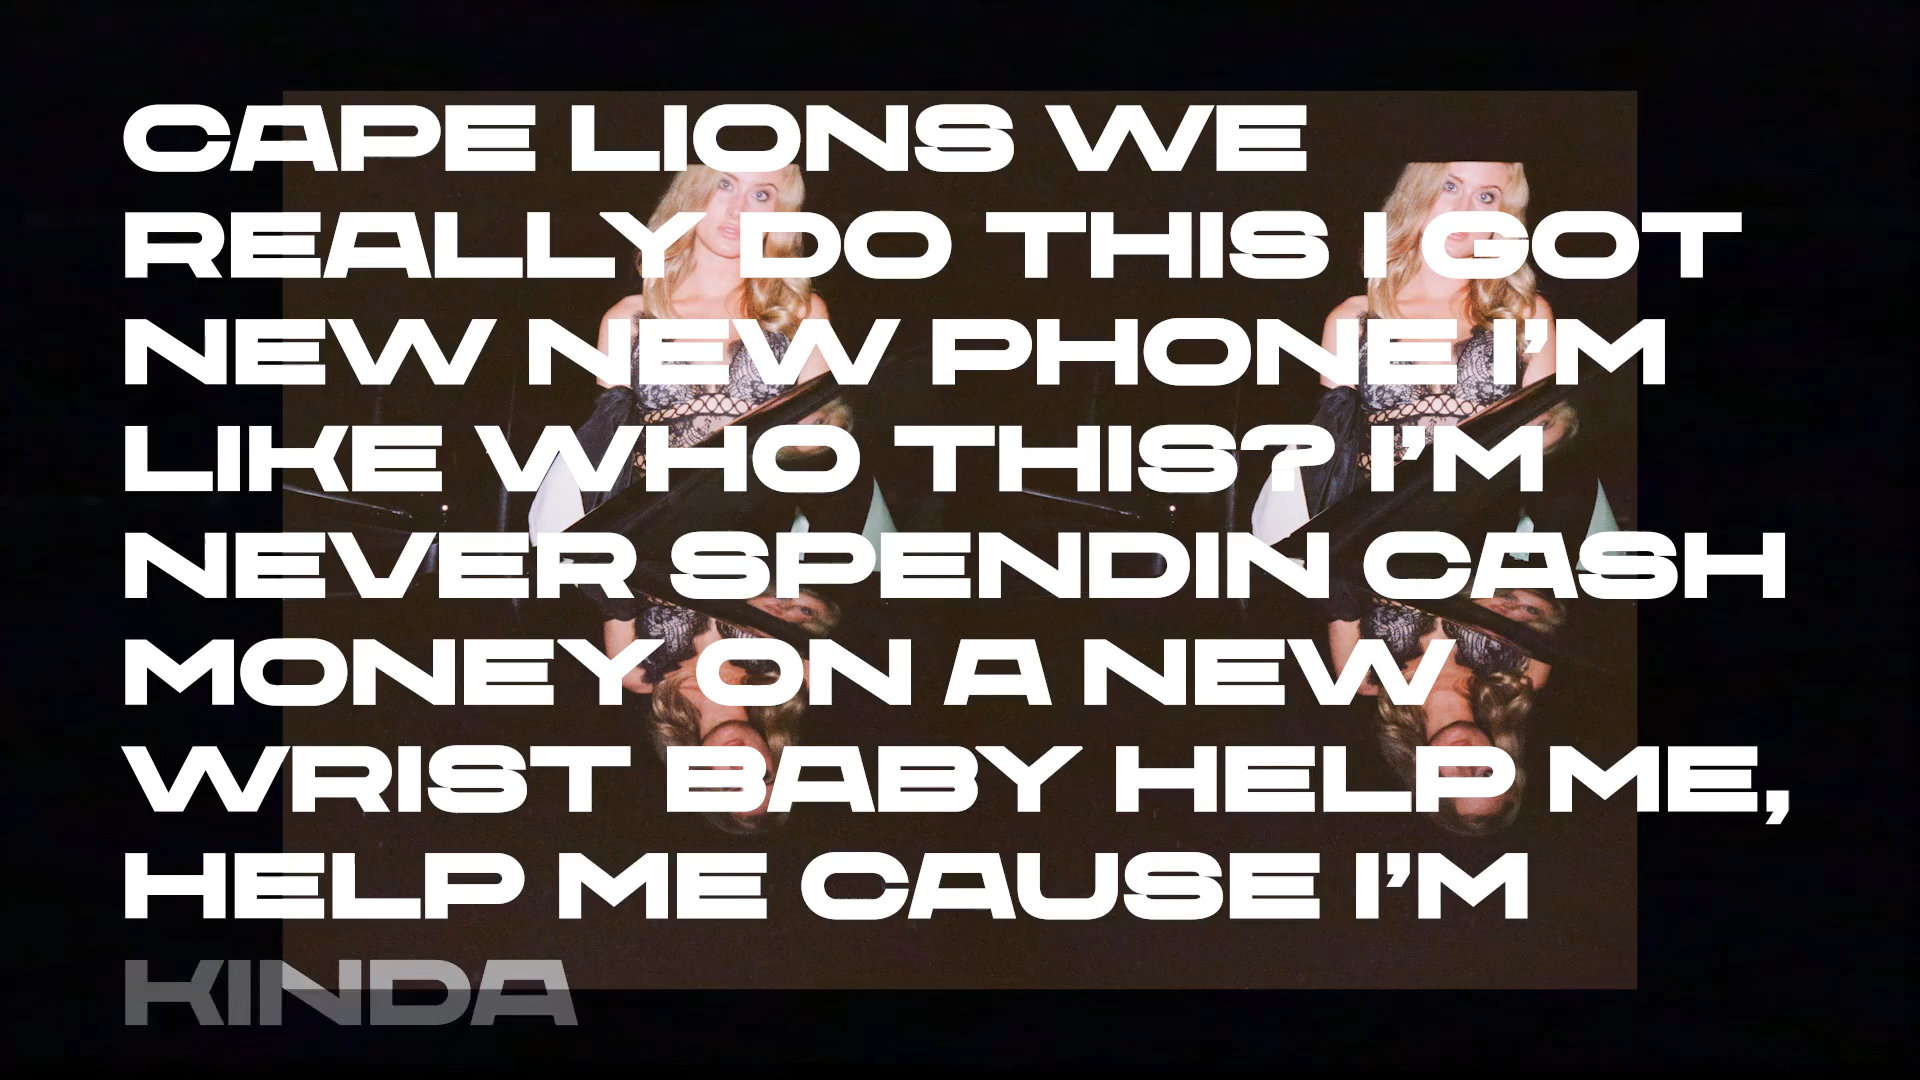 CAPE LIONS WE
REALLY DO THIS I GOT
NEW NEW PHONE I'M
LIKE WHO THIS? I'M
NEVER SPENDIN CASH
MONEY ON A NEW
WRIST BABY HELP ME,
HELP ME CAUSE I'M
KINDA